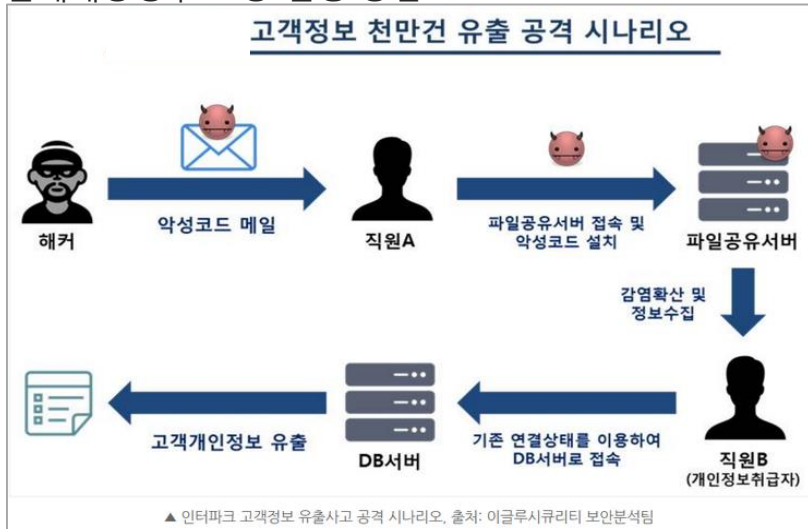 고객정보 천만건 유출 공격 시나리오
해커
악성코드 메일
직원A
파일공유서버 접속 및
악성코드 설치
파일공유서버
감염확산 및
정보수집
직원B
(개인정보취급자)
기존 연결상태를 이용하여
DB서버로 접속
DB서버
고객개인정보 유출
▲ 인터파크 고객정보 유출사고 공격 시나리오, 출처: 이글루시큐리티 보안분석팀